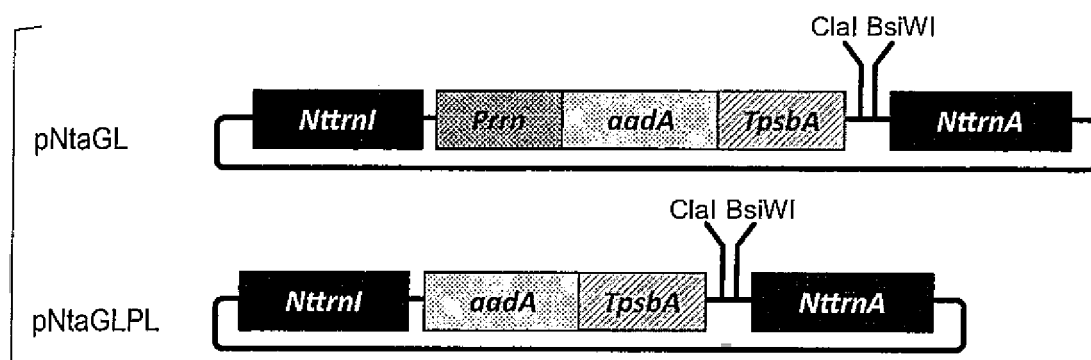 ClaI BsiWI
pNtaGL
NttrnI Prrn aadA TpsbA NttrnA
ClaI BsiWI
pNtaGLPL
NttrnI aadA TpsbA NttrnA